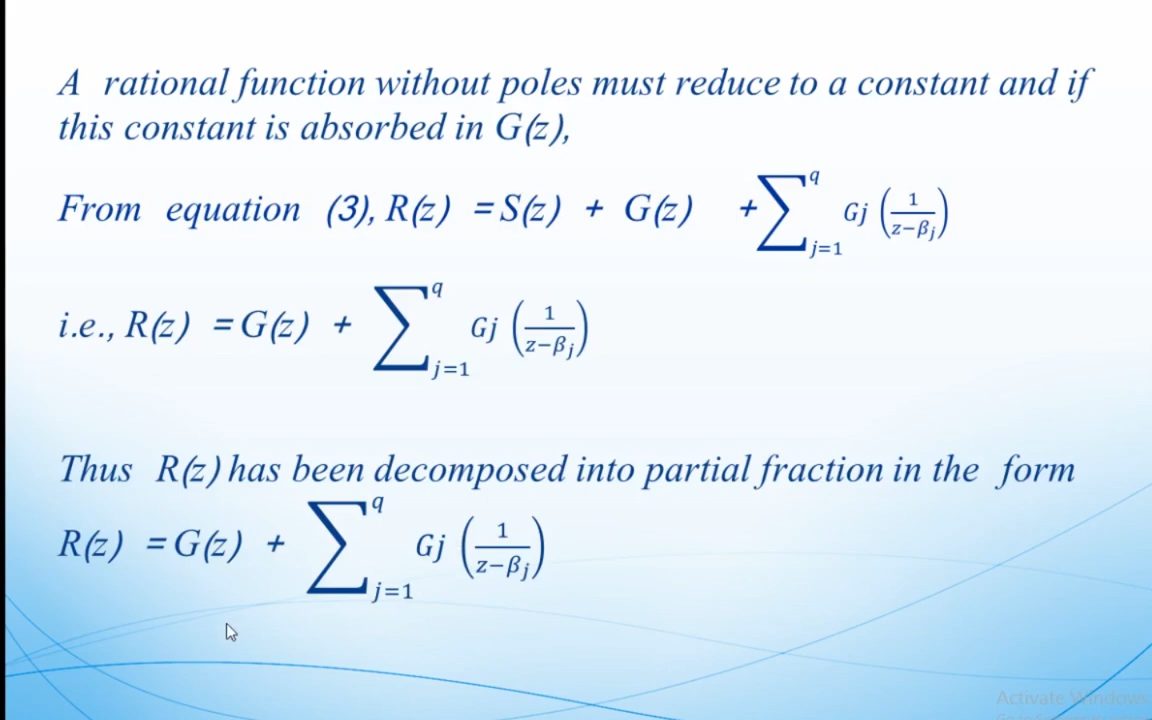 A rational function without poles must reduce to a constant and if
this constant is absorbed in G(z),
From equation (3), R(z) = S(z) + G(z) + ∑_{j=1}^{q} Gj (1/(z−β_j))
i.e., R(z) = G(z) + ∑_{j=1}^{q} Gj (1/(z−β_j))
Thus R(z) has been decomposed into partial fraction in the form
R(z) = G(z) + ∑_{j=1}^{q} Gj (1/(z−β_j))
Activate Windows